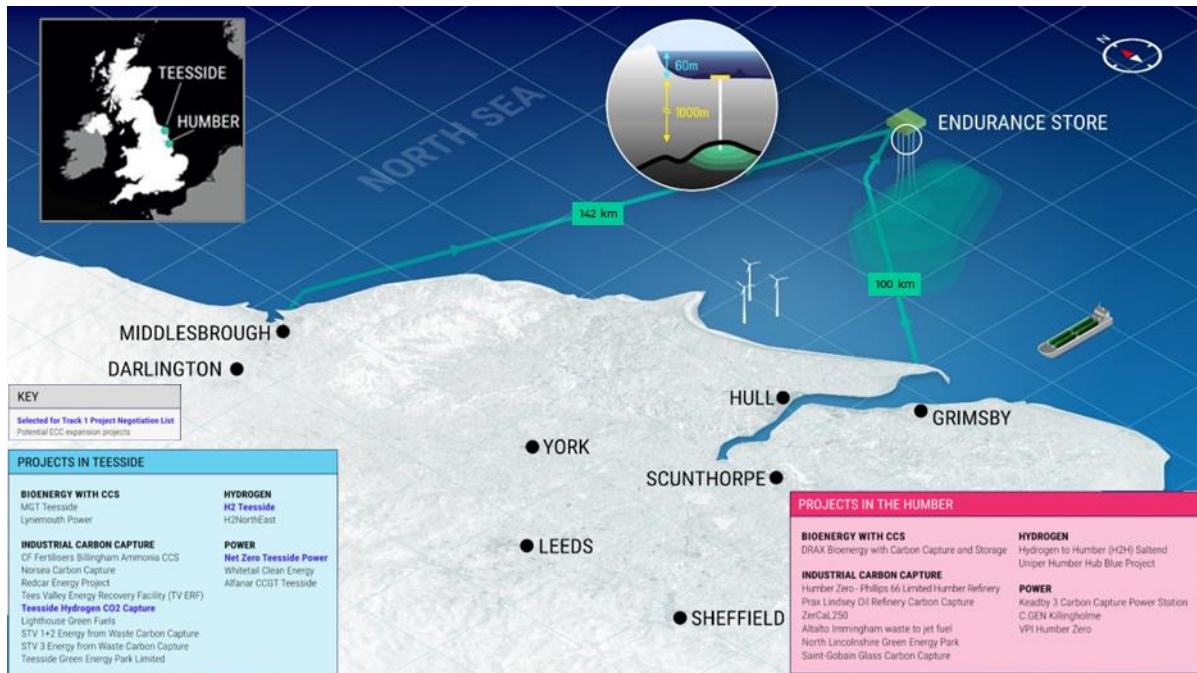 TEESSIDE
HUMBER
NORTH SEA
60m
1000m
N
ENDURANCE STORE
142 km
100 km
MIDDLESBROUGH
DARLINGTON
HULL
GRIMSBY
YORK
SCUNTHORPE
LEEDS
SHEFFIELD
KEY
Selected for Track 1 Project Negotiation List
Potential ECC expansion projects
PROJECTS IN TEESSIDE
BIOENERGY WITH CCS
MGT Teesside
Lynemouth Power
INDUSTRIAL CARBON CAPTURE
CF Fertilisers Billingham Ammonia CCS
Norsea Carbon Capture
Redcar Energy Project
Tees Valley Energy Recovery Facility (TV ERF)
Teesside Hydrogen CO2 Capture
Lighthouse Green Fuels
STV 1+2 Energy from Waste Carbon Capture
STV 3 Energy from Waste Carbon Capture
Teesside Green Energy Park Limited
HYDROGEN
H2 Teesside
H2NorthEast
POWER
Net Zero Teesside Power
Whitetail Clean Energy
Alfanar CCGT Teesside
PROJECTS IN THE HUMBER
BIOENERGY WITH CCS
DRAX Bioenergy with Carbon Capture and Storage
INDUSTRIAL CARBON CAPTURE
Humber Zero - Phillips 66 Limited Humber Refinery
Prax Lindsey Oil Refinery Carbon Capture
ZerCaL250
Altalto Immingham waste to jet fuel
North Lincolnshire Green Energy Park
Saint-Gobain Glass Carbon Capture
HYDROGEN
Hydrogen to Humber (H2H) Saltend
Uniper Humber Hub Blue Project
POWER
Keadby 3 Carbon Capture Power Station
C.GEN Killingholme
VPI Humber Zero